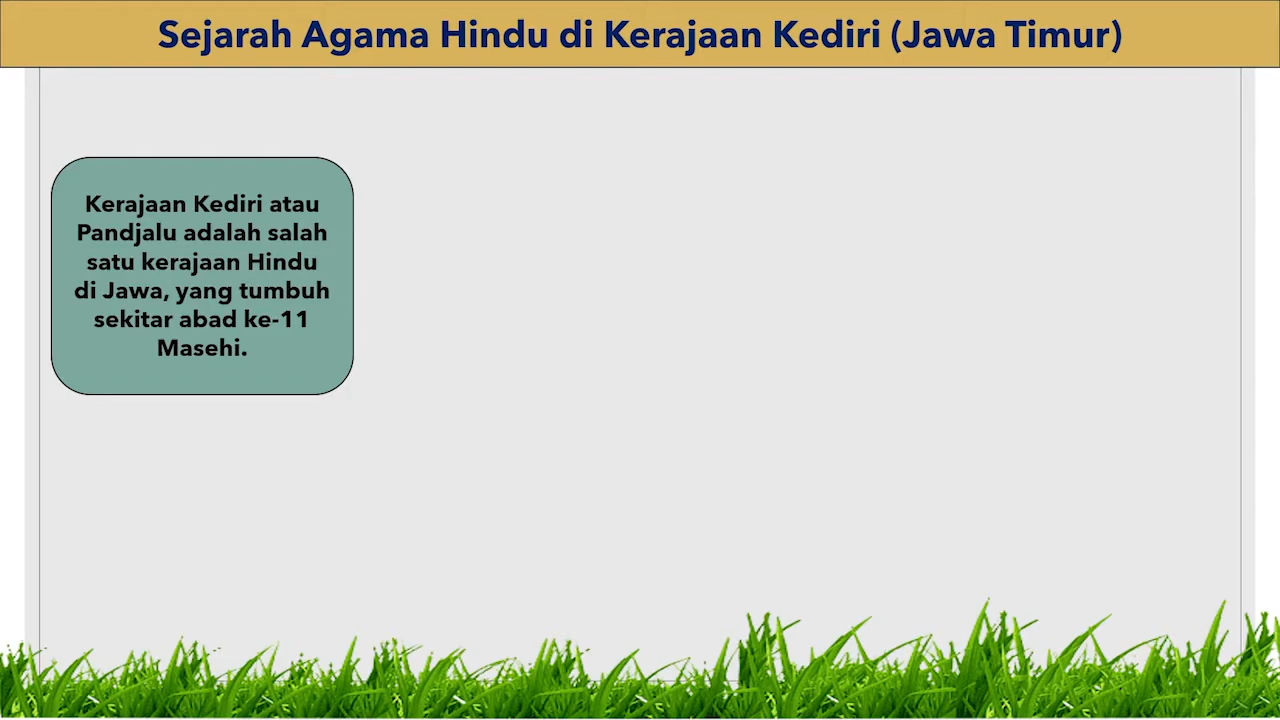 Sejarah Agama Hindu di Kerajaan Kediri (Jawa Timur)
Kerajaan Kediri atau
Pandjalu adalah salah
satu kerajaan Hindu
di Jawa, yang tumbuh
sekitar abad ke-11
Masehi.